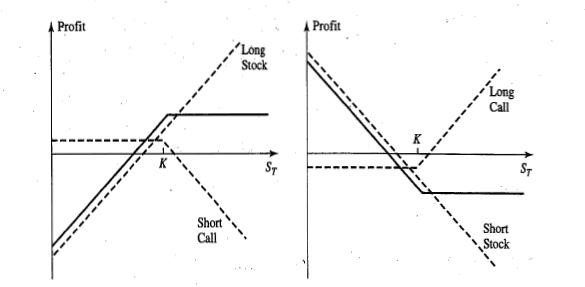 Profit
Long
Stock
K
S_T
Short
Call
Profit
Long
Call
K
S_T
Short
Stock